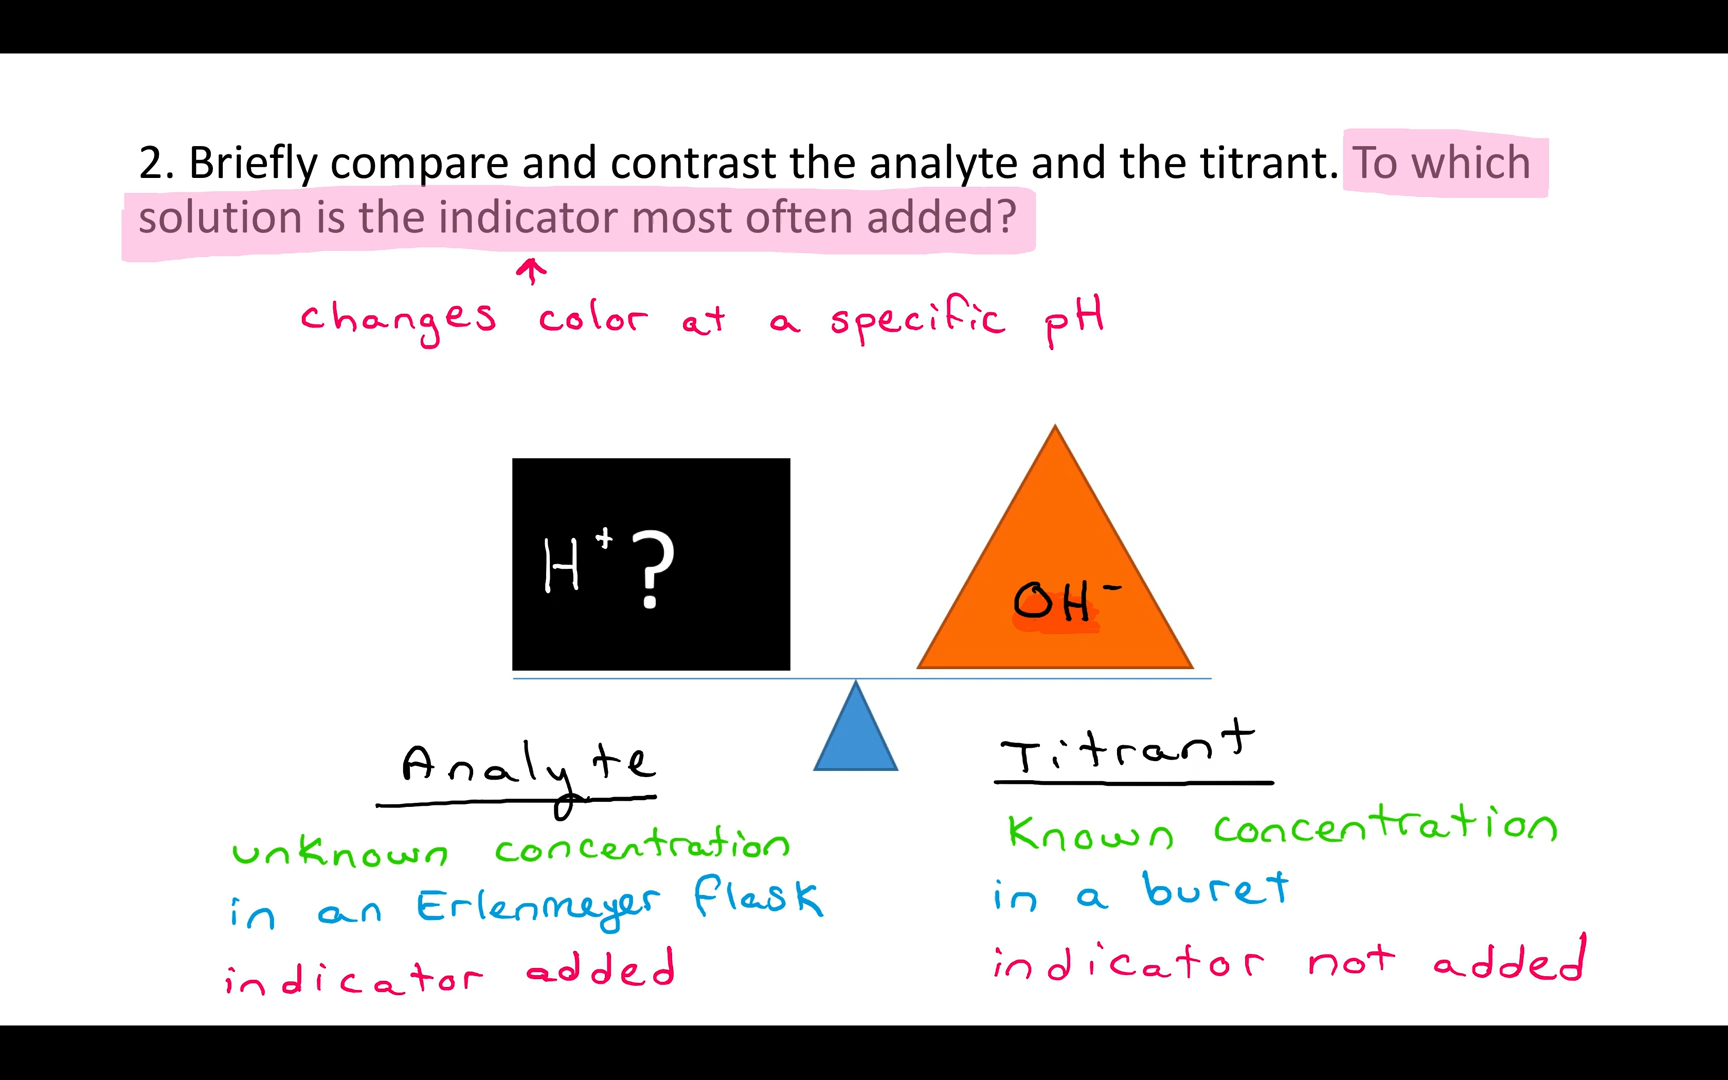 2. Briefly compare and contrast the analyte and the titrant. To which
solution is the indicator most often added?
changes color at a specific pH
H⁺ ?
OH⁻
Analyte
unknown concentration
in an Erlenmeyer flask
indicator added
Titrant
Known concentration
in a buret
indicator not added